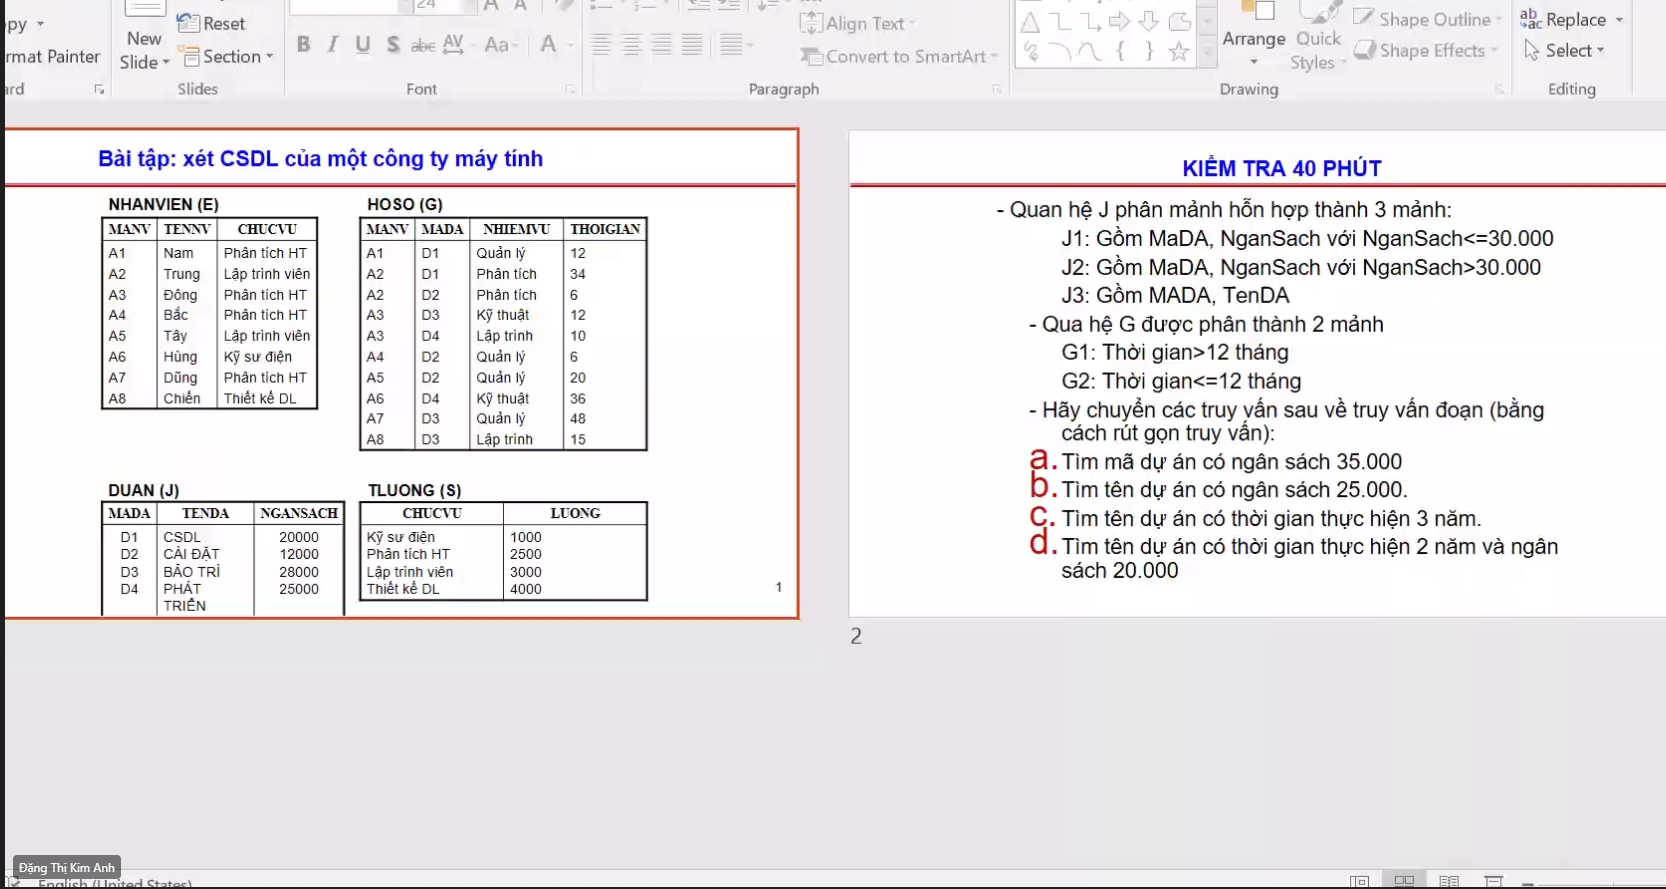 py
Reset
New
Slide
rmat Painter
Section
24
A A
B I U S abc AV Aa A
Align Text
Convert to SmartArt
Arrange
Quick
Styles
Shape Outline
Shape Effects
Replace
Select
ard
Slides
Font
Paragraph
Drawing
Editing
Bài tập: xét CSDL của một công ty máy tính
NHANVIEN (E)
MANV TENNV CHUCVU
A1 Nam Phân tích HT
A2 Trung Lập trình viên
A3 Đông Phân tích HT
A4 Bắc Phân tích HT
A5 Tây Lập trình viên
A6 Hùng Kỹ sư điện
A7 Dũng Phân tích HT
A8 Chiến Thiết kế DL
HOSO (G)
MANV MADA NHIEMVU THOIGIAN
A1 D1 Quản lý 12
A2 D1 Phân tích 34
A2 D2 Phân tích 6
A3 D3 Kỹ thuật 12
A3 D4 Lập trình 10
A4 D2 Quản lý 6
A5 D2 Quản lý 20
A6 D4 Kỹ thuật 36
A7 D3 Quản lý 48
A8 D3 Lập trình 15
DUAN (J)
MADA TENDA NGANSACH
D1 CSDL 20000
D2 CÀI ĐẶT 12000
D3 BẢO TRÌ 28000
D4 PHÁT 25000
TRIỂN
TLUONG (S)
CHUCVU LUONG
Kỹ sư điện 1000
Phân tích HT 2500
Lập trình viên 3000
Thiết kế DL 4000
1
KIỂM TRA 40 PHÚT
- Quan hệ J phân mảnh hỗn hợp thành 3 mảnh:
J1: Gồm MaDA, NganSach với NganSach<=30.000
J2: Gồm MaDA, NganSach với NganSach>30.000
J3: Gồm MADA, TenDA
- Qua hệ G được phân thành 2 mảnh
G1: Thời gian>12 tháng
G2: Thời gian<=12 tháng
- Hãy chuyển các truy vấn sau về truy vấn đoạn (bằng
cách rút gọn truy vấn):
a. Tìm mã dự án có ngân sách 35.000
b. Tìm tên dự án có ngân sách 25.000.
c. Tìm tên dự án có thời gian thực hiện 3 năm.
d. Tìm tên dự án có thời gian thực hiện 2 năm và ngân
sách 20.000
2
Đặng Thị Kim Anh
English (United States)